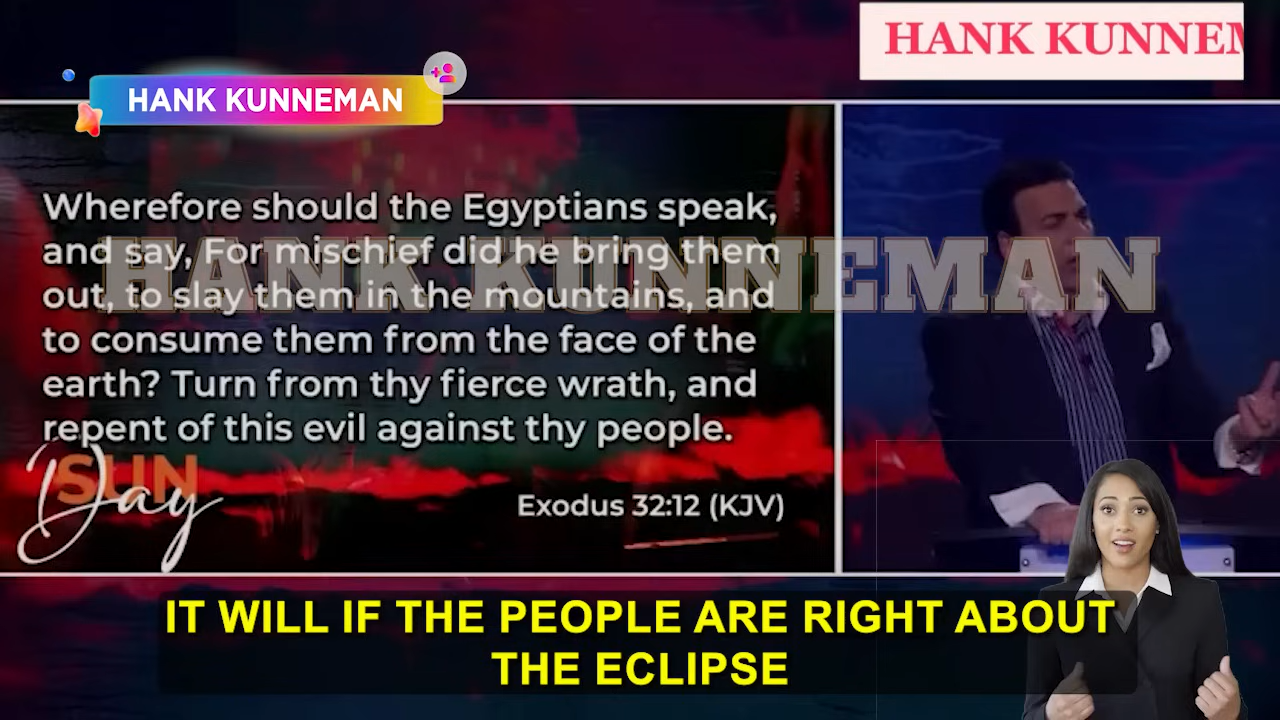 HANK KUNNEM
HANK KUNNEMAN
Wherefore should the Egyptians speak,
and say, For mischief did he bring them
out, to slay them in the mountains, and
to consume them from the face of the
earth? Turn from thy fierce wrath, and
repent of this evil against thy people.
HANK KUNNEMAN
SUN
Day
Exodus 32:12 (KJV)
IT WILL IF THE PEOPLE ARE RIGHT ABOUT
THE ECLIPSE